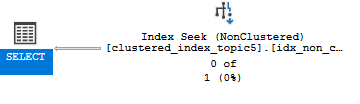 Index Seek (NonClustered)
[clustered_index_topic5].[idx_non_c…
SELECT
0 of
1 (0%)